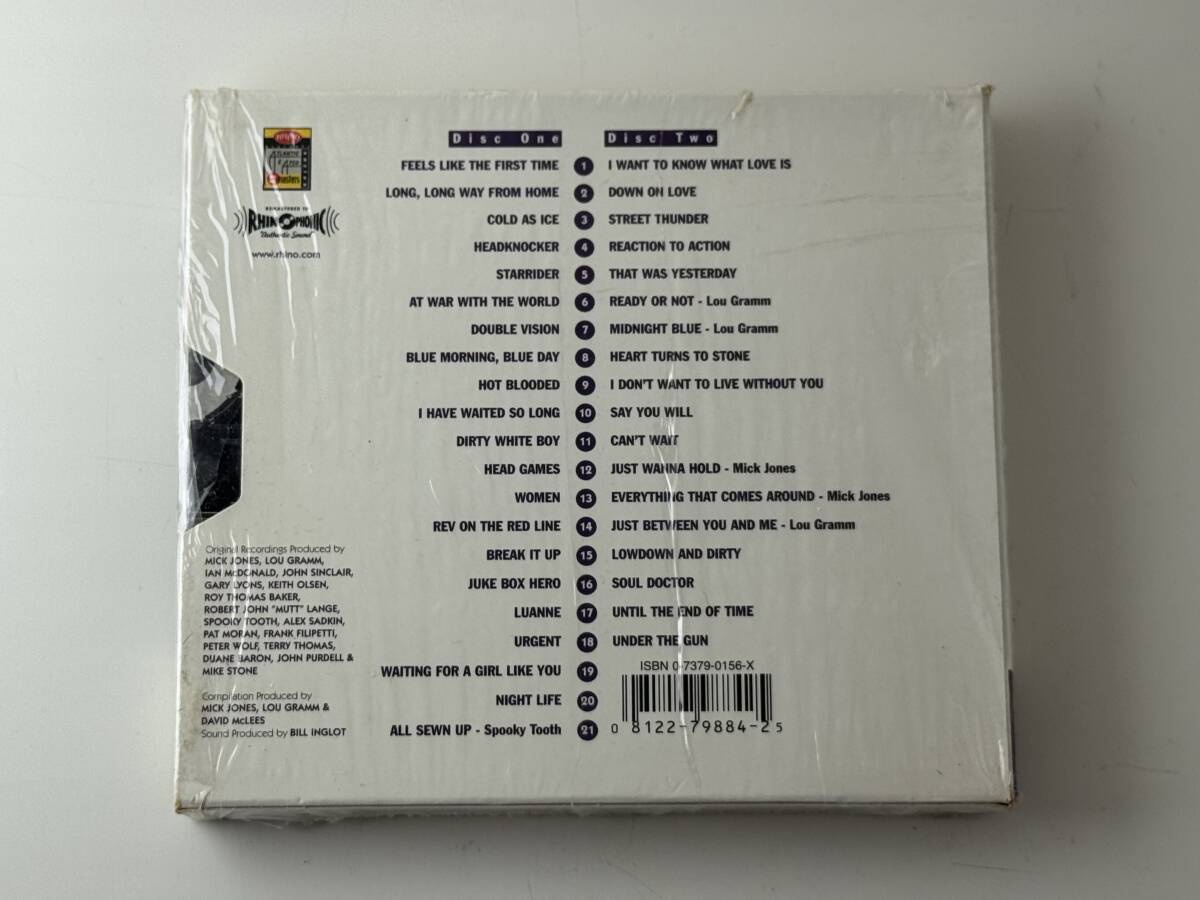 RHINO
ATLANTIC
& ATCO
Remasters
REMASTERED IN
RHINOPHONIC
"Authentic Sound"
www.rhino.com
Disc One
FEELS LIKE THE FIRST TIME 1
LONG, LONG WAY FROM HOME 2
COLD AS ICE 3
HEADKNOCKER 4
STARRIDER 5
AT WAR WITH THE WORLD 6
DOUBLE VISION 7
BLUE MORNING, BLUE DAY 8
HOT BLOODED 9
I HAVE WAITED SO LONG 10
DIRTY WHITE BOY 11
HEAD GAMES 12
WOMEN 13
REV ON THE RED LINE 14
BREAK IT UP 15
JUKE BOX HERO 16
LUANNE 17
URGENT 18
WAITING FOR A GIRL LIKE YOU 19
NIGHT LIFE 20
ALL SEWN UP - Spooky Tooth 21
Disc Two
I WANT TO KNOW WHAT LOVE IS
DOWN ON LOVE
STREET THUNDER
REACTION TO ACTION
THAT WAS YESTERDAY
READY OR NOT - Lou Gramm
MIDNIGHT BLUE - Lou Gramm
HEART TURNS TO STONE
I DON'T WANT TO LIVE WITHOUT YOU
SAY YOU WILL
CAN'T WAIT
JUST WANNA HOLD - Mick Jones
EVERYTHING THAT COMES AROUND - Mick Jones
JUST BETWEEN YOU AND ME - Lou Gramm
LOWDOWN AND DIRTY
SOUL DOCTOR
UNTIL THE END OF TIME
UNDER THE GUN
ISBN 0-7379-0156-X
0 81227-9884-2 5
Original Recordings Produced by
MICK JONES, LOU GRAMM,
IAN McDONALD, JOHN SINCLAIR,
GARY LYONS, KEITH OLSEN,
ROY THOMAS BAKER,
ROBERT JOHN "MUTT" LANGE,
SPOOKY TOOTH, ALEX SADKIN,
PAT MORAN, FRANK FILIPETTI,
PETER WOLF, TERRY THOMAS,
DUANE BARON, JOHN PURDELL &
MIKE STONE
Compilation Produced by
MICK JONES, LOU GRAMM &
DAVID McLEES
Sound Produced by BILL INGLOT